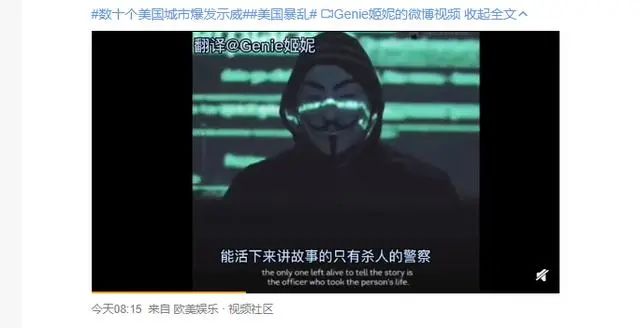 #数十个美国城市爆发示威##美国暴乱# Genie姬妮的微博视频 收起全文
翻译@Genie姬妮
能活下来讲故事的只有杀人的警察
the only one left alive to tell the story is
the officer who took the person's life.
今天08:15 来自 欧美娱乐 · 视频社区